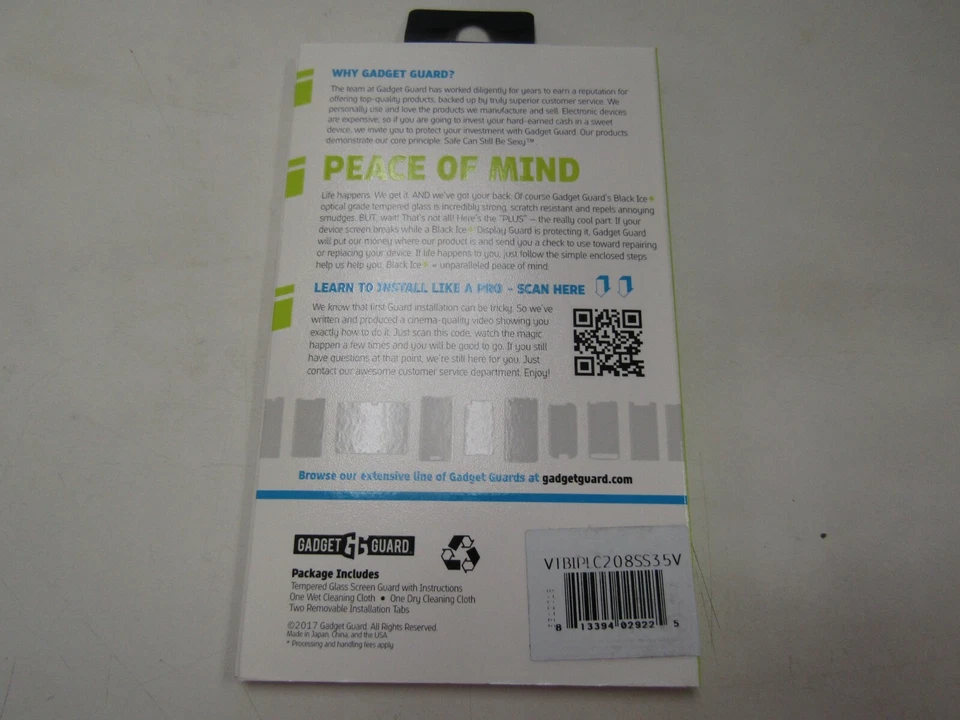 WHY GADGET GUARD?
The team at Gadget Guard has worked diligently for years to earn a reputation for
offering top-quality products, backed up by truly superior customer service. We
personally use and love the products we manufacture and sell. Electronic devices
are expensive; so if you are going to invest your hard-earned cash in a sweet
device, we invite you to protect your investment with Gadget Guard. Our products
demonstrate our core principle: Safe Can Still Be Sexy™
PEACE OF MIND
Life happens. We get it. AND we've got your back. Of course Gadget Guard's Black Ice+
optical grade tempered glass is incredibly strong, scratch resistant and repels annoying
smudges. BUT, wait! That's not all! Here's the "PLUS" — the really cool part. If your
device screen breaks while a Black Ice+ Display Guard is protecting it, Gadget Guard
will put our money where our product is and send you a check to use toward repairing
or replacing your device. If life happens to you, just follow the simple enclosed steps
help us help you. Black Ice+ = unparalleled peace of mind.
LEARN TO INSTALL LIKE A PRO - SCAN HERE
We know that first Guard installation can be tricky. So we've
written and produced a cinema-quality video showing you
exactly how to do it. Just scan this code, watch the magic
happen a few times and you will be good to go. If you still
have questions at that point, we're still here for you. Just
contact our awesome customer service department. Enjoy!
Browse our extensive line of Gadget Guards at gadgetguard.com
GADGET GG GUARD
Package Includes
Tempered Glass Screen Guard with Instructions
One Wet Cleaning Cloth • One Dry Cleaning Cloth
Two Removable Installation Tabs
©2017 Gadget Guard. All Rights Reserved.
Made in Japan, China, and the USA
* Processing and handling fees apply
VTBIPLC208SS35V
8 13394 02922 5